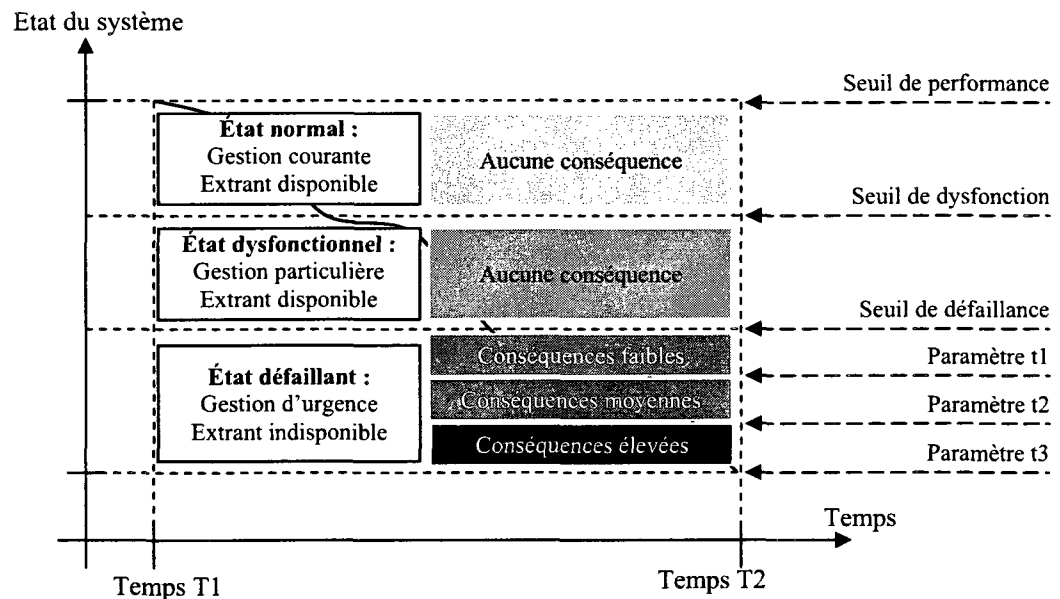 Etat du système
Seuil de performance
État normal :
Gestion courante
Extrant disponible
Aucune conséquence
Seuil de dysfonction
État dysfonctionnel :
Gestion particulière
Extrant disponible
Aucune conséquence
Seuil de défaillance
Conséquences faibles
Paramètre t1
État défaillant :
Gestion d'urgence
Extrant indisponible
Conséquences moyennes
Paramètre t2
Conséquences élevées
Paramètre t3
Temps
Temps T1
Temps T2